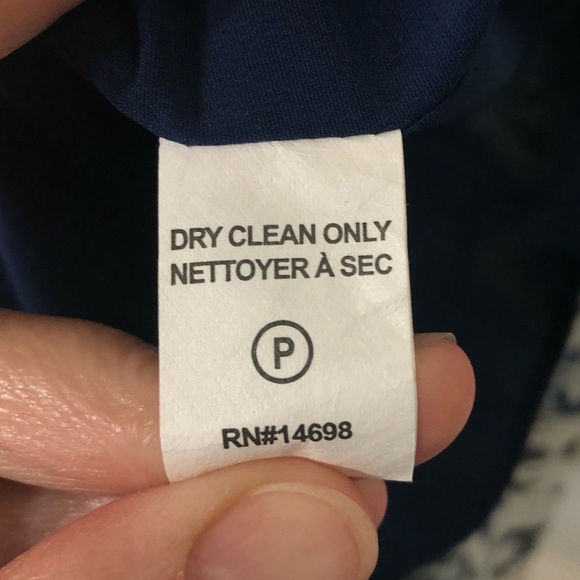 DRY CLEAN ONLY
NETTOYER À SEC
P
RN#14698